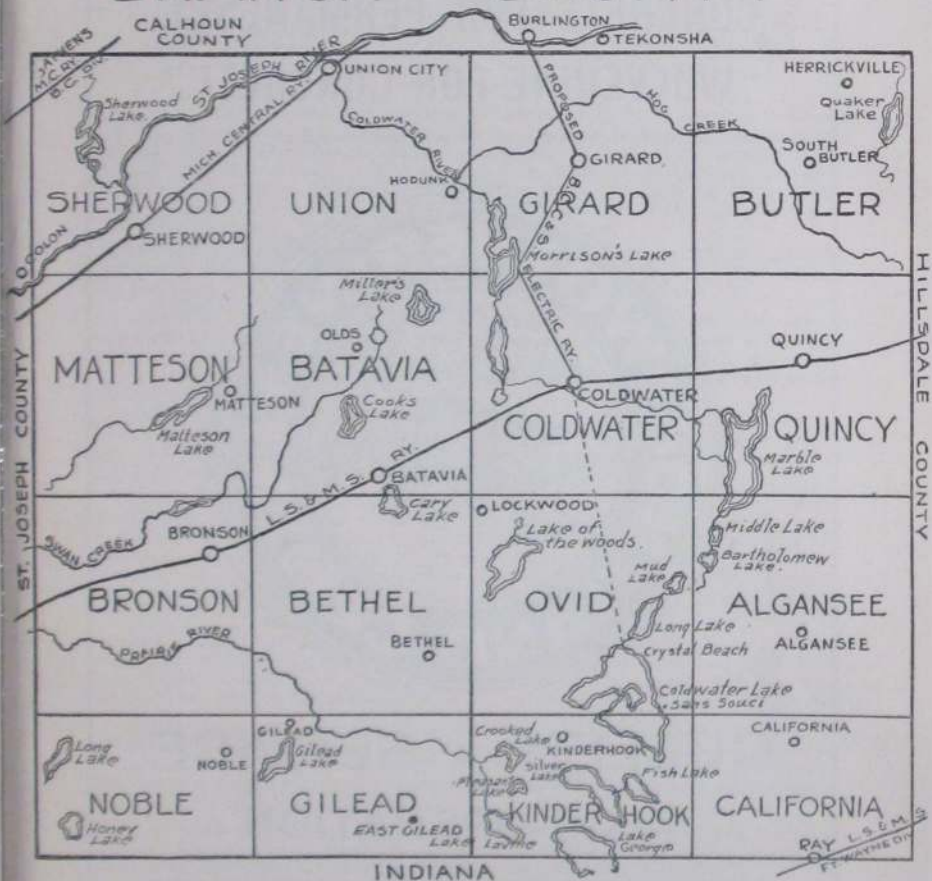 CALHOUN
COUNTY
BURLINGTON
TEKONSHA
M.C.RY.
ST JOSEPH RIVER
UNION CITY
HERRICKVILLE
Sherwood
Lake.
MICH. CENTRAL RY.
COLDWATER
RIVER
PROPOSED
HOG
CREEK
Quaker
Lake
SOUTH
BUTLER
GIRARD
HODUNK
SHERWOOD
UNION
GIRARD
BUTLER
COLON
SHERWOOD
B.C.&S.
Morrison's Lake
ELECTRIC RY.
HILLSDALE
COUNTY
ST. JOSEPH COUNTY
Miller's
Lake
OLDS
QUINCY
MATTESON
BATAVIA
MATTESON
COLDWATER
Cooks
Lake
Matteson
Lake
COLDWATER
QUINCY
Marble
Lake
L.S.&M.S. RY.
BATAVIA
Cary
Lake
LOCKWOOD
BRONSON
SWAN CREEK
Lake of
the woods.
Middle Lake
Bartholomew
Lake.
Mud
Lake
BRONSON
BETHEL
OVID
ALGANSEE
Long Lake
ALGANSEE
PRAIRIE RIVER
BETHEL
Crystal Beach
Coldwater Lake
Sans Souci
GILEAD
Crooked
Lake
CALIFORNIA
Long
Lake
NOBLE
Gilead
Lake
KINDERHOOK
Silver
Lake
Fish Lake
NOBLE
GILEAD
KINDERHOOK
CALIFORNIA
Honey
Lake
EAST GILEAD
Lake Lavine
Lake
George
RAY
L.S.&M.S
FT. WAYNE DIV
INDIANA